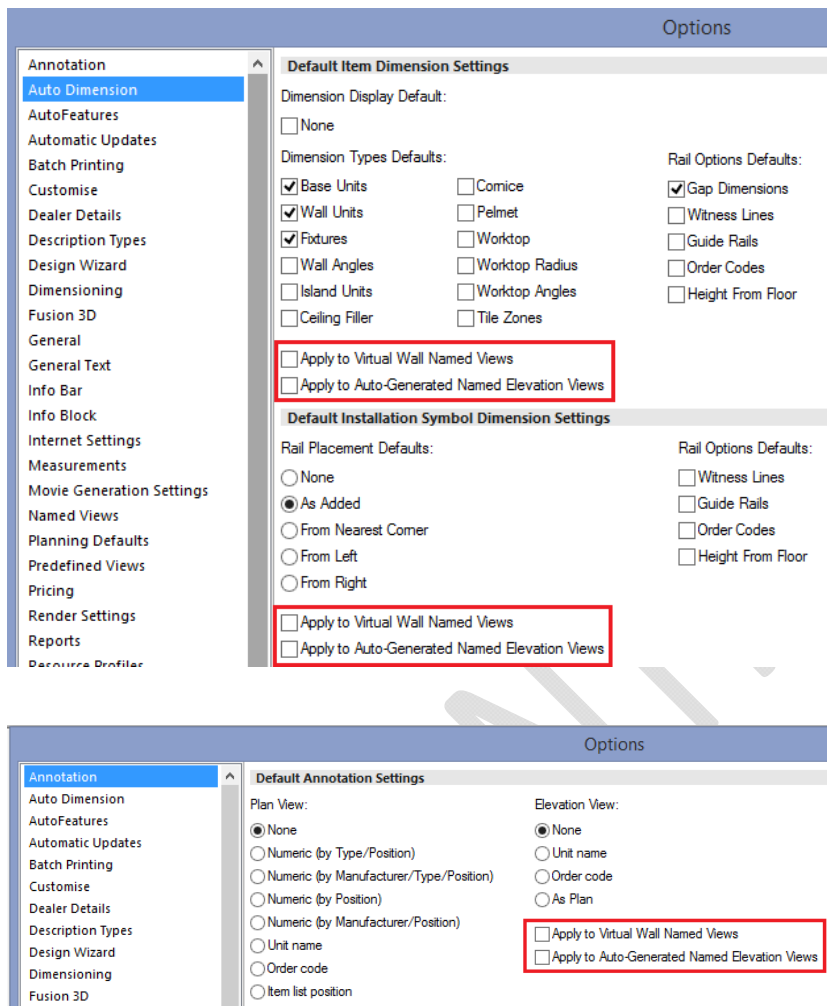 Options
Annotation
Auto Dimension
AutoFeatures
Automatic Updates
Batch Printing
Customise
Dealer Details
Description Types
Design Wizard
Dimensioning
Fusion 3D
General
General Text
Info Bar
Info Block
Internet Settings
Measurements
Movie Generation Settings
Named Views
Planning Defaults
Predefined Views
Pricing
Render Settings
Reports
Resource Profiles
Default Item Dimension Settings
Dimension Display Default:
None
Dimension Types Defaults:
Base Units
Wall Units
Fixtures
Wall Angles
Island Units
Ceiling Filler
Cornice
Pelmet
Worktop
Worktop Radius
Worktop Angles
Tile Zones
Rail Options Defaults:
Gap Dimensions
Witness Lines
Guide Rails
Order Codes
Height From Floor
Apply to Virtual Wall Named Views
Apply to Auto-Generated Named Elevation Views
Default Installation Symbol Dimension Settings
Rail Placement Defaults:
None
As Added
From Nearest Corner
From Left
From Right
Rail Options Defaults:
Witness Lines
Guide Rails
Order Codes
Height From Floor
Apply to Virtual Wall Named Views
Apply to Auto-Generated Named Elevation Views
Options
Annotation
Auto Dimension
AutoFeatures
Automatic Updates
Batch Printing
Customise
Dealer Details
Description Types
Design Wizard
Dimensioning
Fusion 3D
Default Annotation Settings
Plan View:
None
Numeric (by Type/Position)
Numeric (by Manufacturer/Type/Position)
Numeric (by Position)
Numeric (by Manufacturer/Position)
Unit name
Order code
Item list position
Elevation View:
None
Unit name
Order code
As Plan
Apply to Virtual Wall Named Views
Apply to Auto-Generated Named Elevation Views